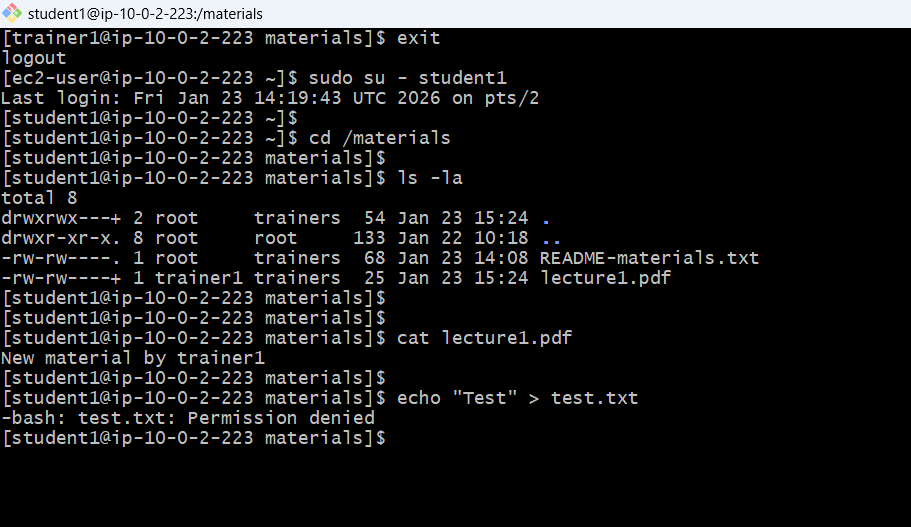 student1@ip-10-0-2-223:/materials
[trainer1@ip-10-0-2-223 materials]$ exit
logout
[ec2-user@ip-10-0-2-223 ~]$ sudo su - student1
Last login: Fri Jan 23 14:19:43 UTC 2026 on pts/2
[student1@ip-10-0-2-223 ~]$
[student1@ip-10-0-2-223 ~]$ cd /materials
[student1@ip-10-0-2-223 materials]$
[student1@ip-10-0-2-223 materials]$ ls -la
total 8
drwxrwx---+ 2 root     trainers  54 Jan 23 15:24 .
drwxr-xr-x. 8 root     root     133 Jan 22 10:18 ..
-rw-rw----. 1 root     trainers  68 Jan 23 14:08 README-materials.txt
-rw-rw----+ 1 trainer1 trainers  25 Jan 23 15:24 lecture1.pdf
[student1@ip-10-0-2-223 materials]$
[student1@ip-10-0-2-223 materials]$
[student1@ip-10-0-2-223 materials]$ cat lecture1.pdf
New material by trainer1
[student1@ip-10-0-2-223 materials]$
[student1@ip-10-0-2-223 materials]$ echo "Test" > test.txt
-bash: test.txt: Permission denied
[student1@ip-10-0-2-223 materials]$